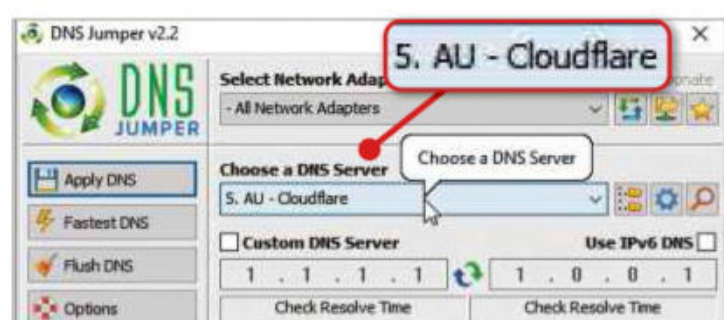 DNS Jumper v2.2
5. AU - Cloudflare
DNS
JUMPER
Select Network Adap
onate
- All Network Adapters
Choose a DNS Server
Choose a DNS Server
5. AU - Cloudflare
Apply DNS
Fastest DNS
Flush DNS
Options
Custom DNS Server
Use IPv6 DNS
1 . 1 . 1 . 1
1 . 0 . 0 . 1
Check Resolve Time
Check Resolve Time